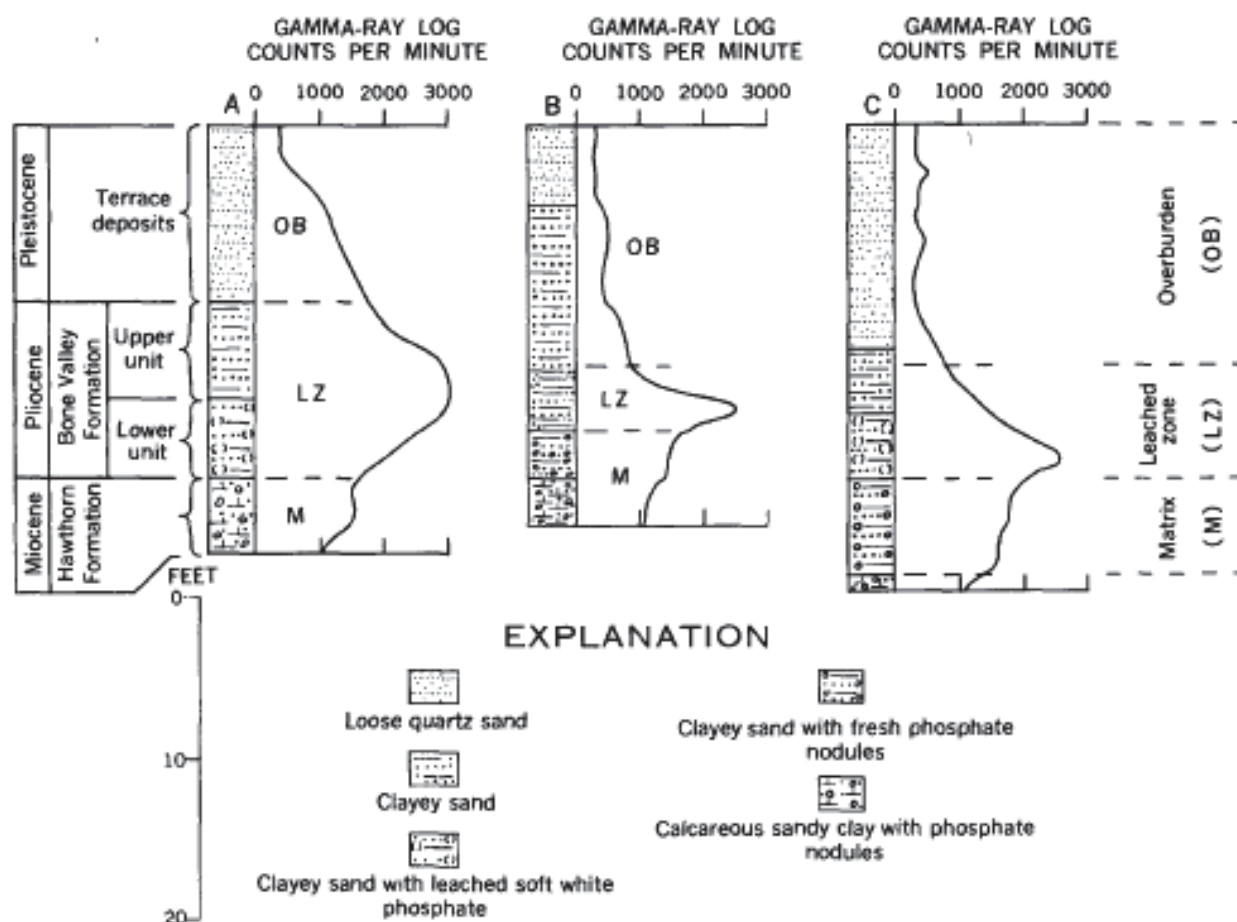 GAMMA-RAY LOG
COUNTS PER MINUTE
GAMMA-RAY LOG
COUNTS PER MINUTE
GAMMA-RAY LOG
COUNTS PER MINUTE
A 0 1000 2000 3000
B 0 1000 2000 3000
C 0 1000 2000 3000
Pleistocene
Terrace
deposits
Pliocene
Bone Valley
Formation
Upper
unit
Lower
unit
Miocene
Hawthorn
Formation
OB
LZ
M
OB
LZ
M
Overburden
(OB)
Leached
zone
(LZ)
Matrix
(M)
FEET
0
10
20
EXPLANATION
Loose quartz sand
Clayey sand
Clayey sand with leached soft white
phosphate
Clayey sand with fresh phosphate
nodules
Calcareous sandy clay with phosphate
nodules